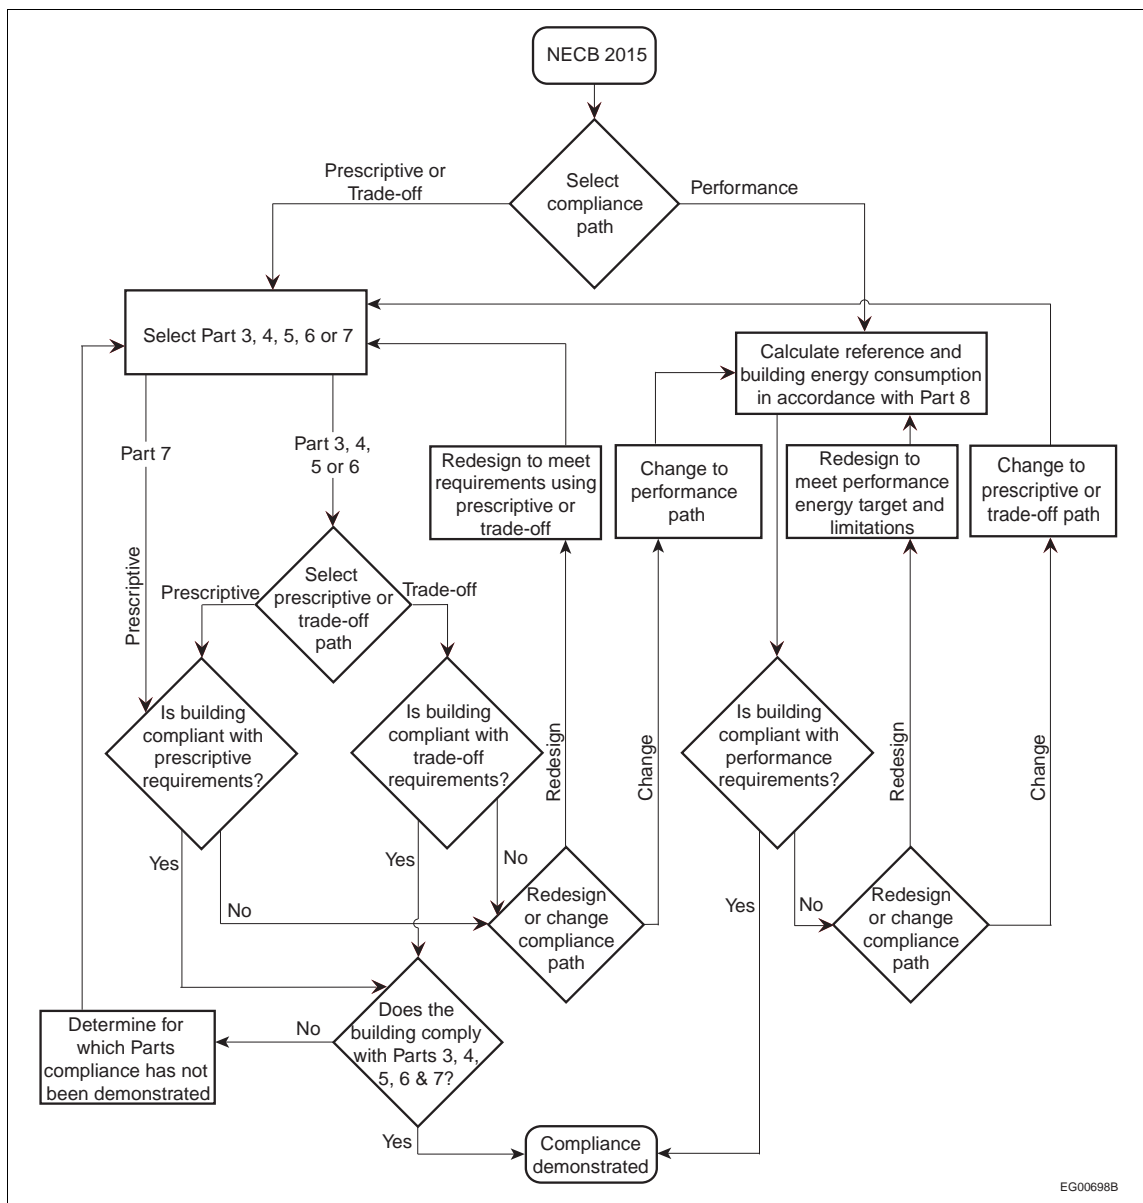 NECB 2015
Prescriptive or
Trade-off
Select
compliance
path
Performance
Select Part 3, 4, 5, 6 or 7
Calculate reference and
building energy consumption
in accordance with Part 8
Part 7
Part 3, 4,
5 or 6
Redesign to meet
requirements using
prescriptive or
trade-off
Change to
performance
path
Redesign to
meet performance
energy target and
limitations
Change to
prescriptive or
trade-off path
Prescriptive
Prescriptive
Select
prescriptive or
trade-off
path
Trade-off
Is building
compliant with
prescriptive
requirements?
Is building
compliant with
trade-off
requirements?
Redesign
Change
Is building
compliant with
performance
requirements?
Redesign
Change
Yes
No
Yes
No
Redesign
or change
compliance
path
Yes
No
Redesign
or change
compliance
path
Determine for
which Parts
compliance has not
been demonstrated
No
Does the
building comply
with Parts 3, 4,
5, 6 & 7?
Yes
Compliance
demonstrated
EG00698B